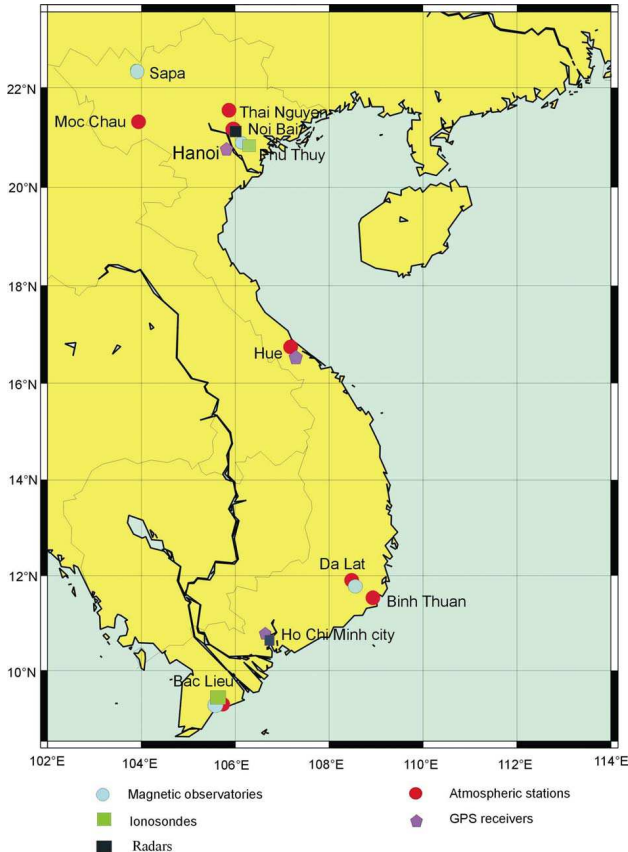 Sapa
22°N
Thai Nguyen
Moc Chau
Noi Bai
Hanoi
Phu Thuy
20°N
18°N
Hue
16°N
14°N
Da Lat
12°N
Binh Thuan
Ho Chi Minh city
10°N
Bac Lieu
102°E 104°E 106°E 108°E 110°E 112°E 114°E
Magnetic observatories
Atmospheric stations
Ionosondes
GPS receivers
Radars